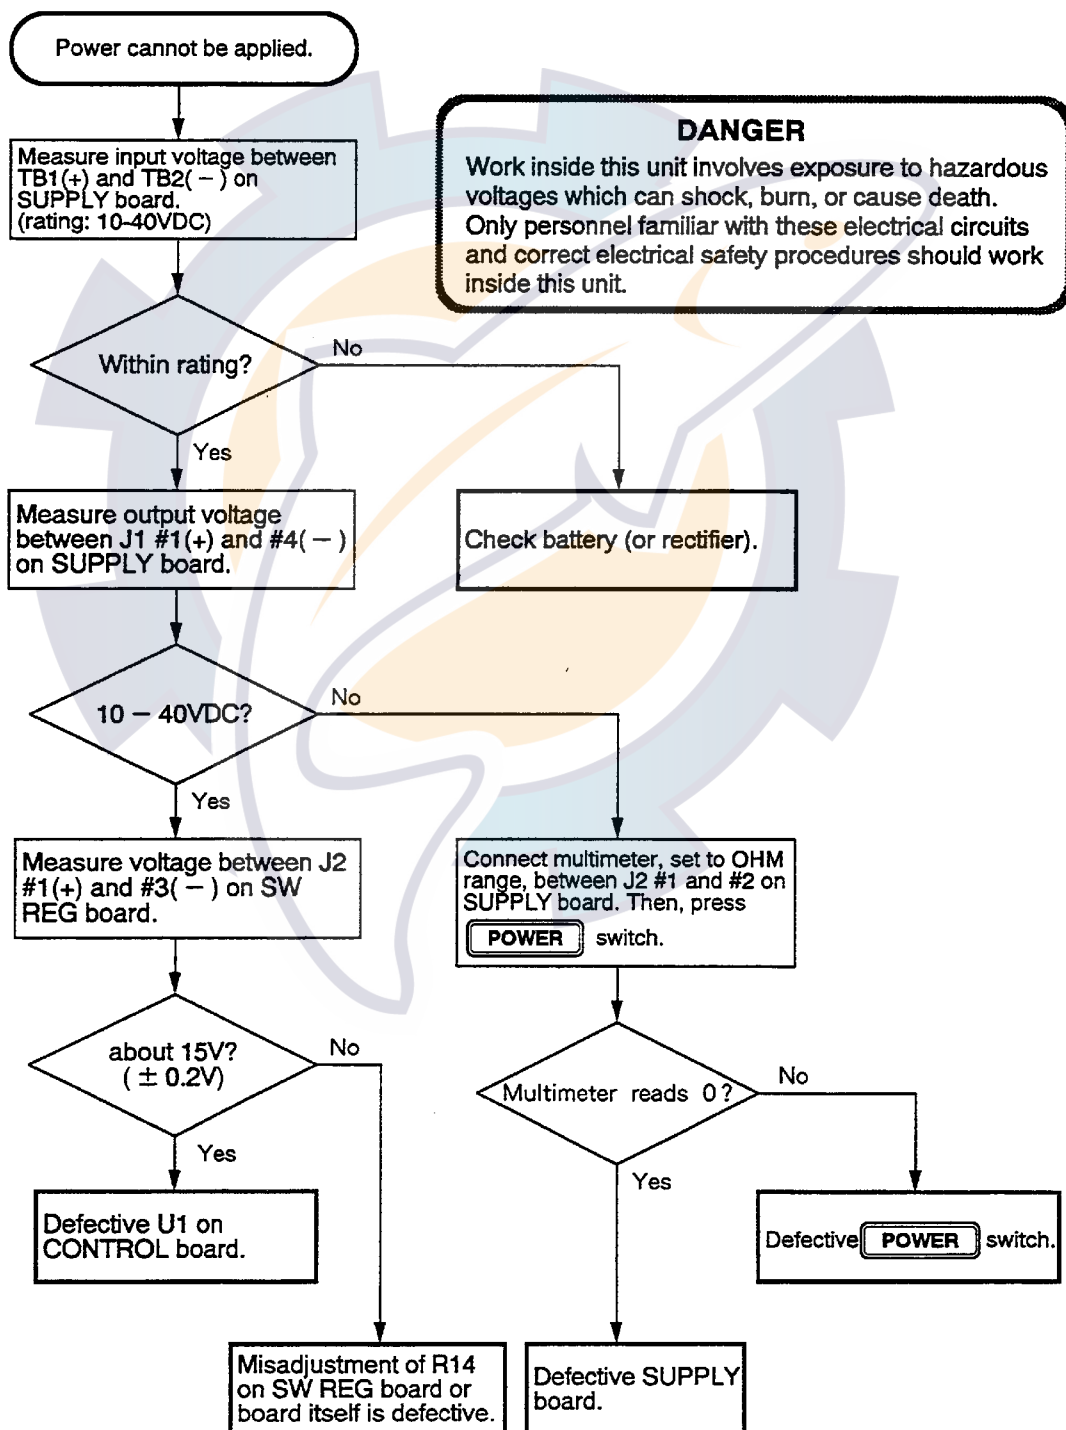 Power cannot be applied.
DANGER
Work inside this unit involves exposure to hazardous
voltages which can shock, burn, or cause death.
Only personnel familiar with these electrical circuits
and correct electrical safety procedures should work
inside this unit.
Measure input voltage between
TB1(+) and TB2(−) on
SUPPLY board.
(rating: 10-40VDC)
Within rating?
No
Yes
Measure output voltage
between J1 #1(+) and #4(−)
on SUPPLY board.
Check battery (or rectifier).
10 − 40VDC?
No
Yes
Measure voltage between J2
#1(+) and #3(−) on SW
REG board.
Connect multimeter, set to OHM
range, between J2 #1 and #2 on
SUPPLY board. Then, press
POWER switch.
about 15V?
(± 0.2V)
No
Yes
Multimeter reads 0?
No
Yes
Defective U1 on
CONTROL board.
Defective POWER switch.
Misadjustment of R14
on SW REG board or
board itself is defective.
Defective SUPPLY
board.